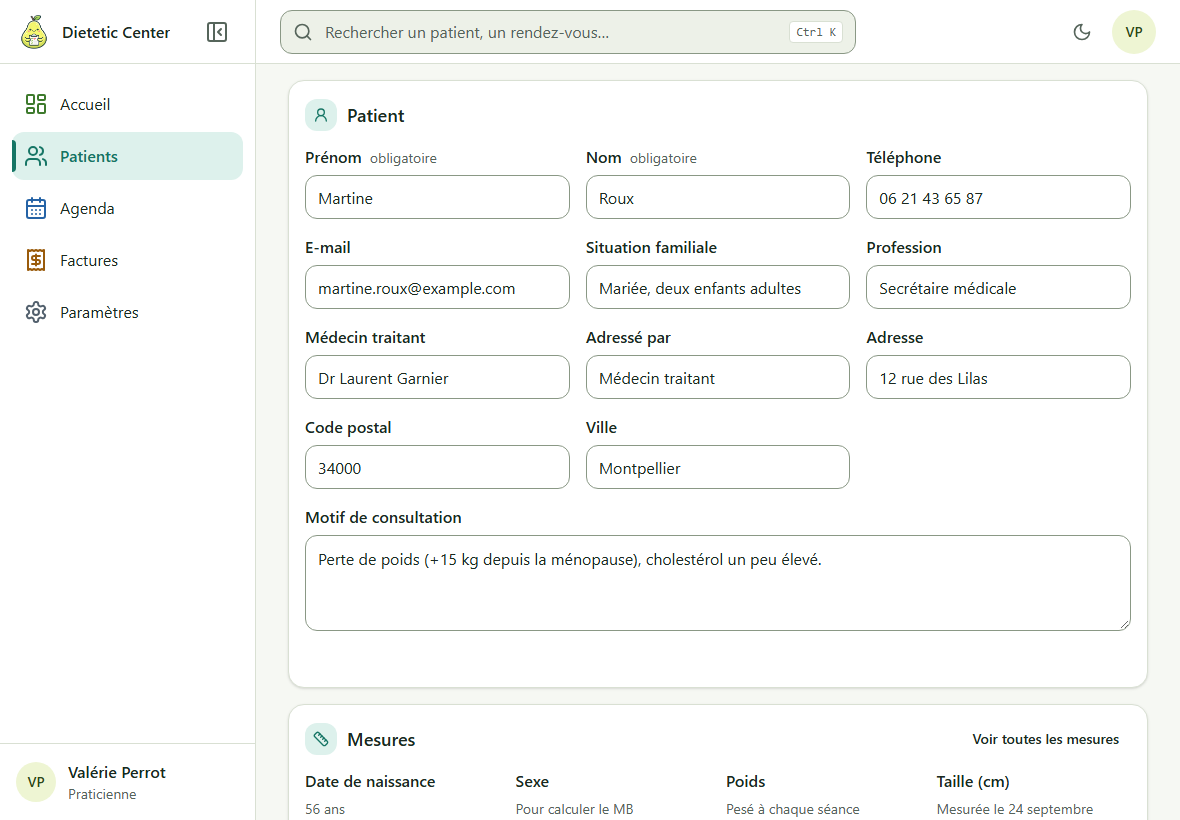 Dietetic Center
Rechercher un patient, un rendez-vous...
Ctrl K
VP
Accueil
Patients
Agenda
Factures
Paramètres
Patient
Prénom obligatoire
Nom obligatoire
Téléphone
Martine
Roux
06 21 43 65 87
E-mail
Situation familiale
Profession
martine.roux@example.com
Mariée, deux enfants adultes
Secrétaire médicale
Médecin traitant
Adressé par
Adresse
Dr Laurent Garnier
Médecin traitant
12 rue des Lilas
Code postal
Ville
34000
Montpellier
Motif de consultation
Perte de poids (+15 kg depuis la ménopause), cholestérol un peu élevé.
Mesures
Voir toutes les mesures
Date de naissance
Sexe
Poids
Taille (cm)
56 ans
Pour calculer le MB
Pesé à chaque séance
Mesurée le 24 septembre
VP
Valérie Perrot
Praticienne